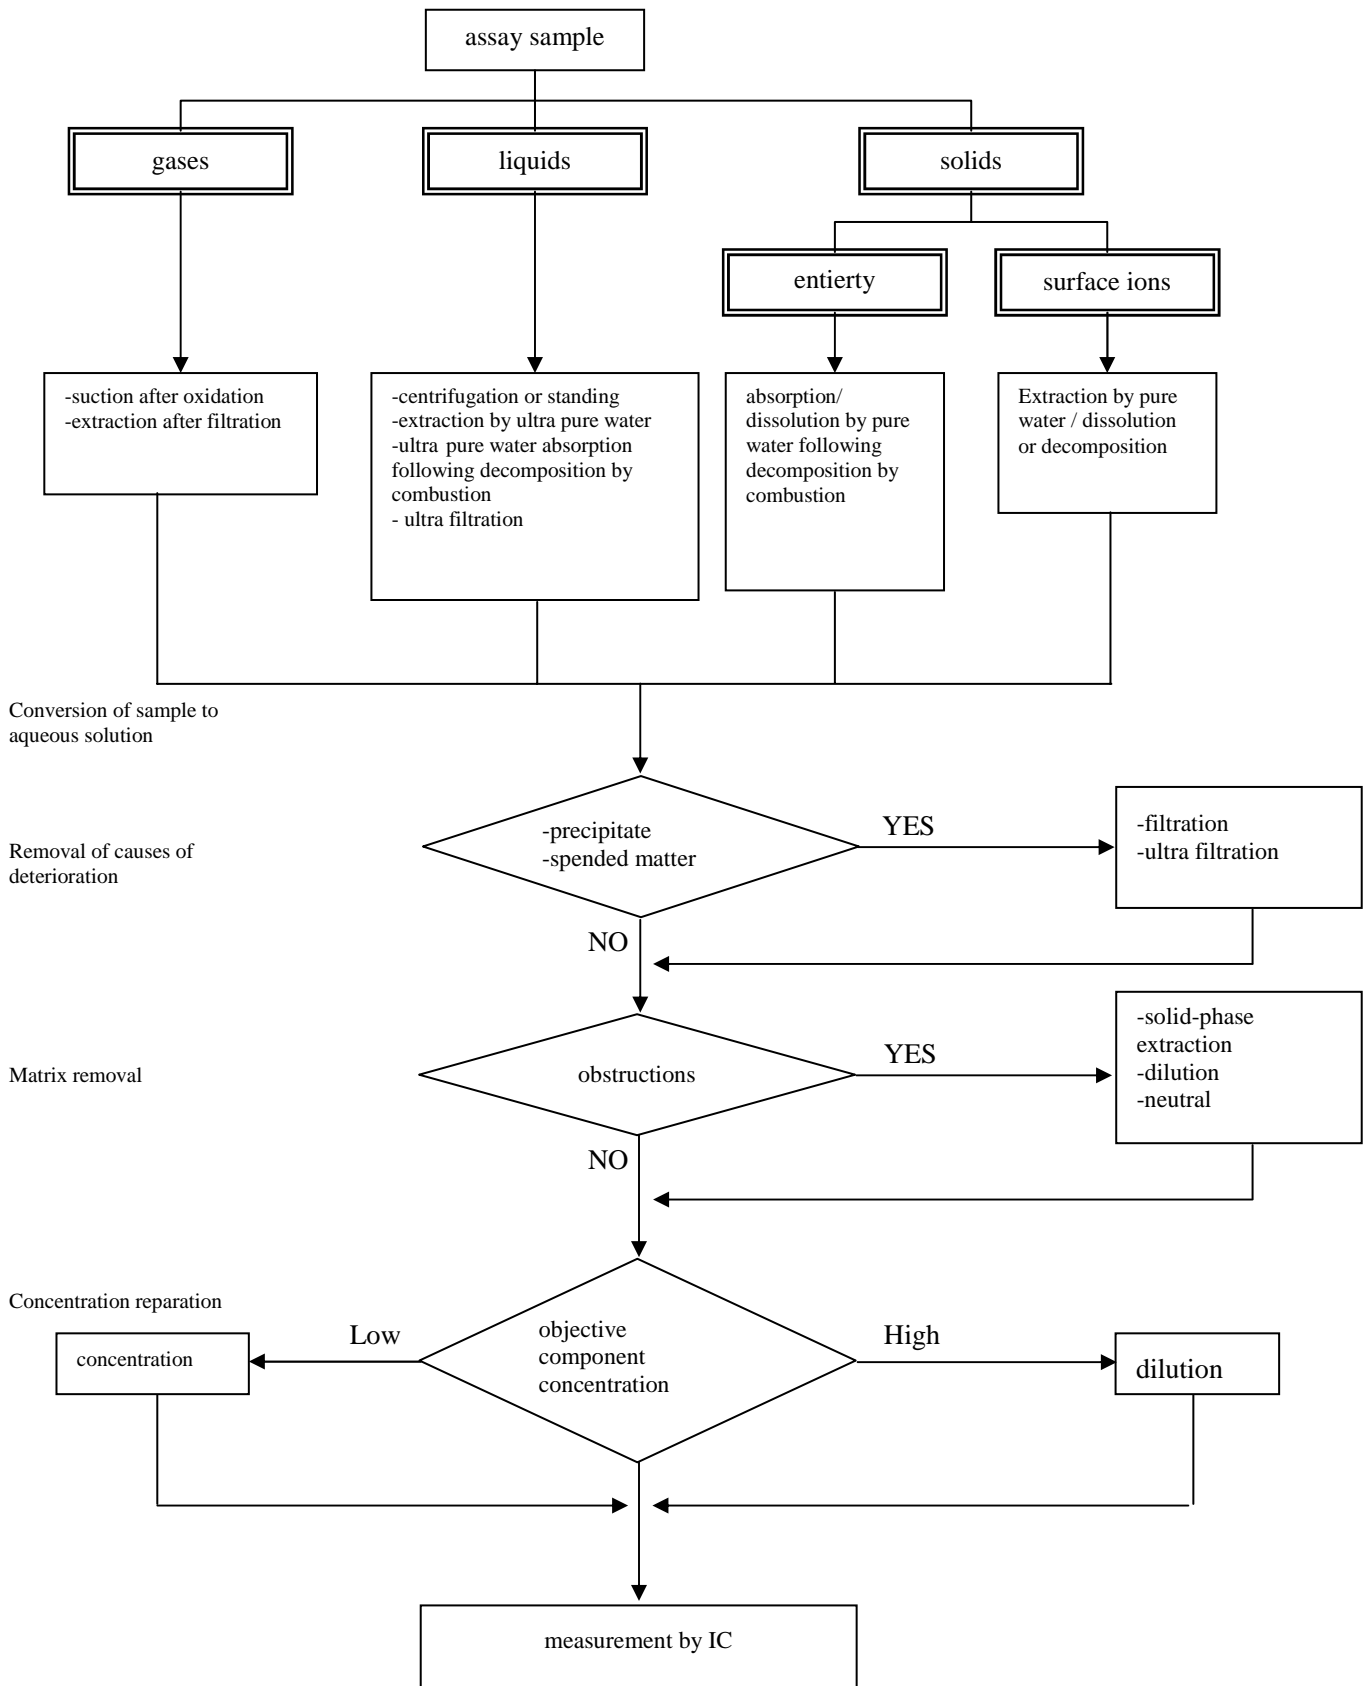 assay sample
gases
liquids
solids
entierty
surface ions
-suction after oxidation
-extraction after filtration
-centrifugation or standing
-extraction by ultra pure water
-ultra pure water absorption
following decomposition by
combustion
- ultra filtration
absorption/
dissolution by pure
water following
decomposition by
combustion
Extraction by pure
water / dissolution
or decomposition
Conversion of sample to
aqueous solution
Removal of causes of
deterioration
-precipitate
-spended matter
YES
-filtration
-ultra filtration
NO
Matrix removal
obstructions
YES
-solid-phase
extraction
-dilution
-neutral
NO
Concentration reparation
concentration
Low
objective
component
concentration
High
dilution
measurement by IC